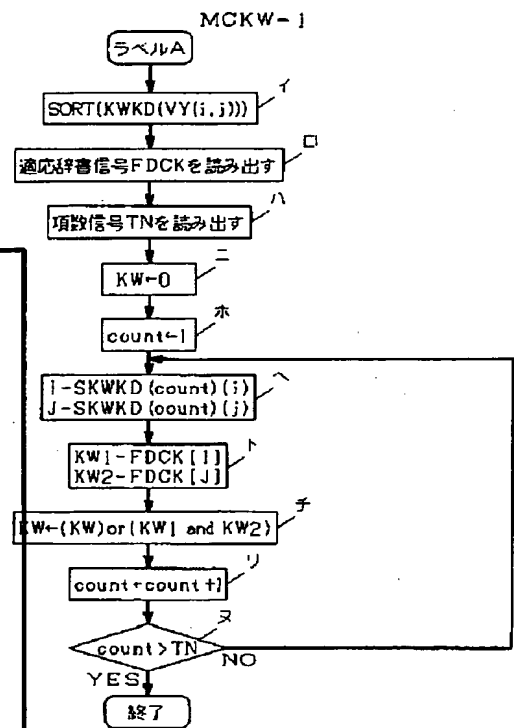 MCKW-1
ラベルA
イ
SORT(KWKD(VY(i,j)))
ロ
適応辞書信号FDCKを読み出す
ハ
項数信号TNを読み出す
ニ
KW←0
ホ
count←1
ヘ
I-SKWKD(count)(i)
J-SKWKD(count)(j)
ト
KW1-FDCK[I]
KW2-FDCK[J]
チ
KW←(KW)or(KW1 and KW2)
リ
count←count+1
ヌ
count>TN
NO
YES
終了